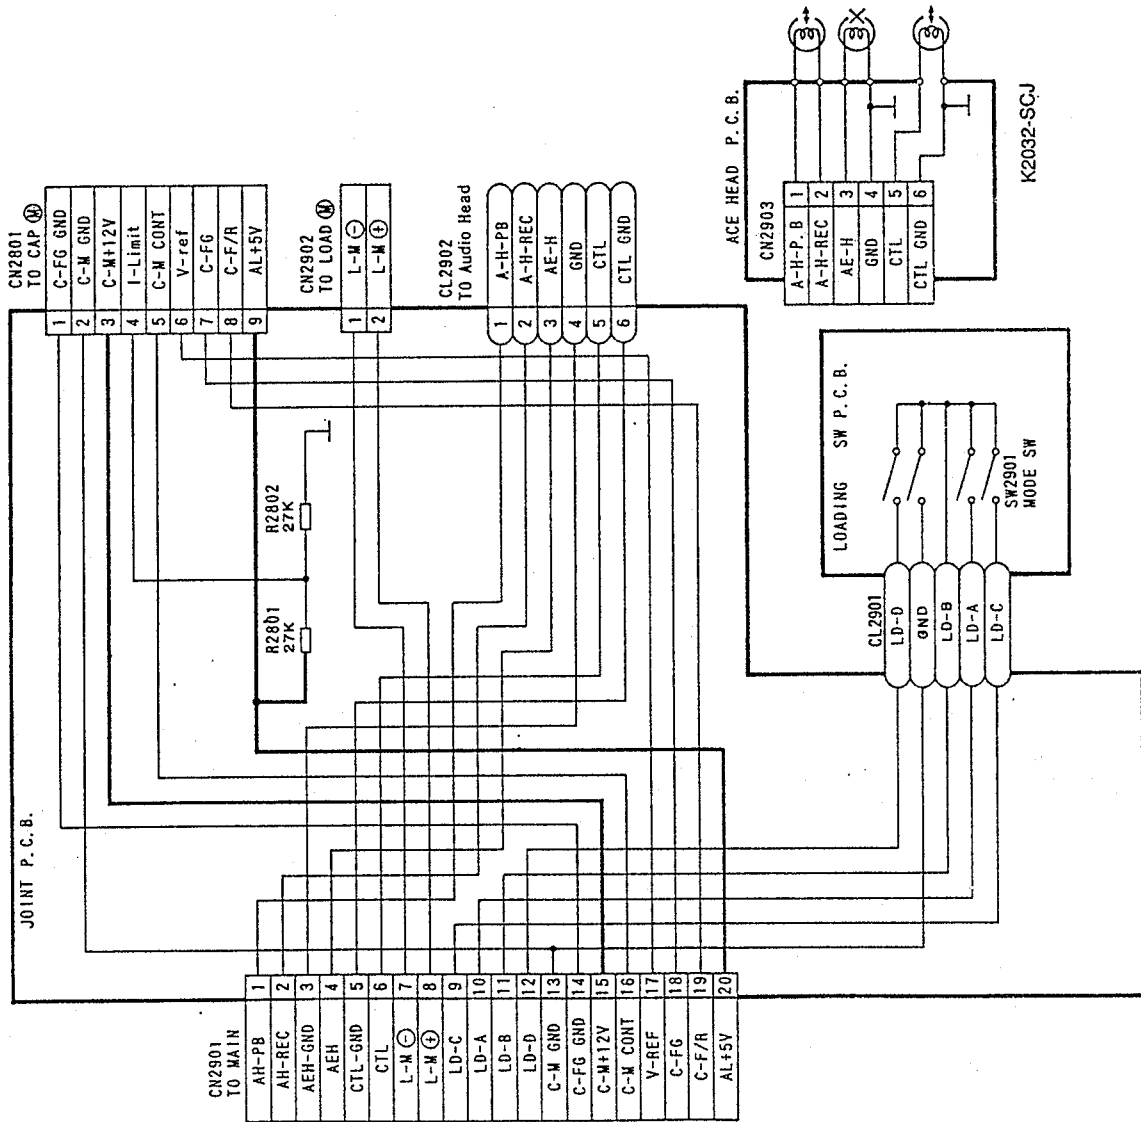 JOINT P.C.B.
CN2801
TO CAP Ⓜ
1 C-FG GND
2 C-M GND
3 C-M+12V
4 I-Limit
5 C-M CONT
6 V-ref
7 C-FG
8 C-F/R
9 AL+5V
CN2902
TO LOAD Ⓜ
1 L-M ⊖
2 L-M ⊕
CL2902
TO Audio Head
1 A-H-PB
2 A-H-REC
3 AE-H
4 GND
5 CTL
6 CTL GND
R2801
27K
R2802
27K
ACE HEAD P.C.B.
CN2903
A-H-P.B 1
A-H-REC 2
AE-H 3
GND 4
CTL 5
CTL GND 6
K2032-SCJ
LOADING SW P.C.B.
SW2901
MODE SW
CL2901
LD-D
GND
LD-B
LD-A
LD-C
CN2901
TO MAIN
AH-PB 1
AH-REC 2
AEH-GND 3
AEH 4
CTL-GND 5
CTL 6
L-M ⊖ 7
L-M ⊕ 8
LD-C 9
LD-A 10
LD-B 11
LD-D 12
C-M GND 13
C-FG GND 14
C-M+12V 15
C-M CONT 16
V-REF 17
C-FG 18
C-F/R 19
AL+5V 20